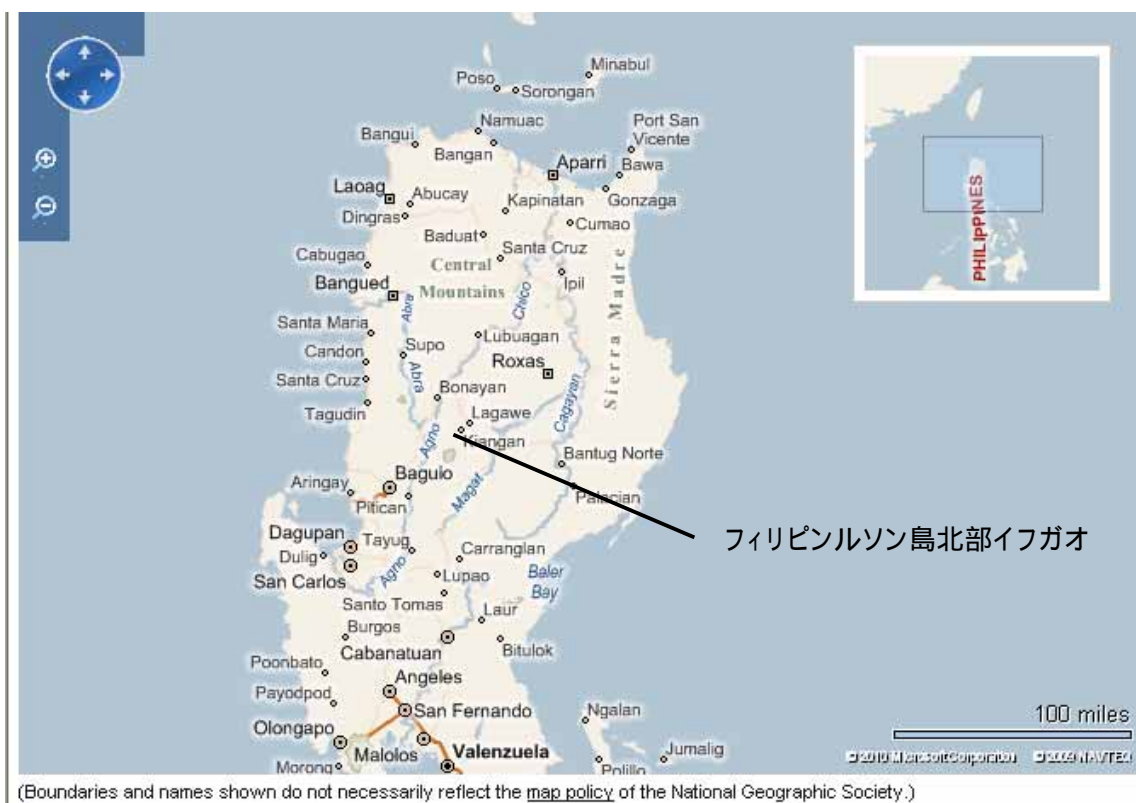 Minabul
Poso
Sorongan
Namuac
Port San
Vicente
Bangui
Bangan
Aparri
Bawa
Laoag
Abucay
Kapinatan
Gonzaga
Dingras
Cumao
Baduat
Santa Cruz
Cabugao
Central
Mountains
Ipil
Bangued
Abra
Chico
Sierra Madre
Santa Maria
Lubuagan
Candon
Supo
Roxas
Santa Cruz
Abra
Bonayan
Cagayan
Tagudin
Lagawe
Agno
Kiangan
Bantug Norte
Baguio
Aringay
Magat
Palacian
Pitican
フィリピンルソン島北部イフガオ
Dagupan
Tayug
Carranglan
Dulig
Agno
Lupao
Baler
Bay
San Carlos
Santo Tomas
Laur
Burgos
Cabanatuan
Bitulok
Poonbato
Angeles
Payodpod
San Fernando
Ngalan
Olongapo
Malolos
Valenzuela
Jumalig
Morong
Polillo
PHILIPPINES
100 miles
©2010 Microsoft Corporation ©2009 NAVTEQ
(Boundaries and names shown do not necessarily reflect the map policy of the National Geographic Society.)